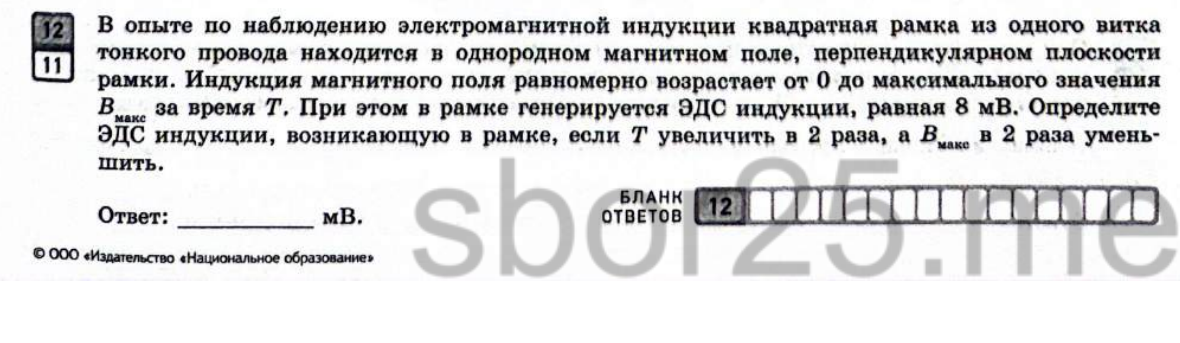 12
11
В опыте по наблюдению электромагнитной индукции квадратная рамка из одного витка
тонкого провода находится в однородном магнитном поле, перпендикулярном плоскости
рамки. Индукция магнитного поля равномерно возрастает от 0 до максимального значения
Bмакс за время T. При этом в рамке генерируется ЭДС индукции, равная 8 мВ. Определите
ЭДС индукции, возникающую в рамке, если T увеличить в 2 раза, а Bмакс в 2 раза умень-
шить.
Ответ: ___________ мВ.
БЛАНК
ОТВЕТОВ
12
© ООО «Издательство «Национальное образование»
sbor25.me